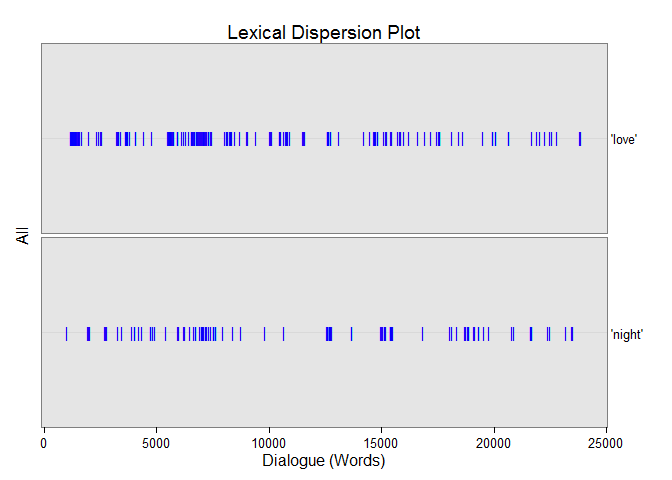 Lexical Dispersion Plot
'love'
All
'night'
0 5000 10000 15000 20000 25000
Dialogue (Words)